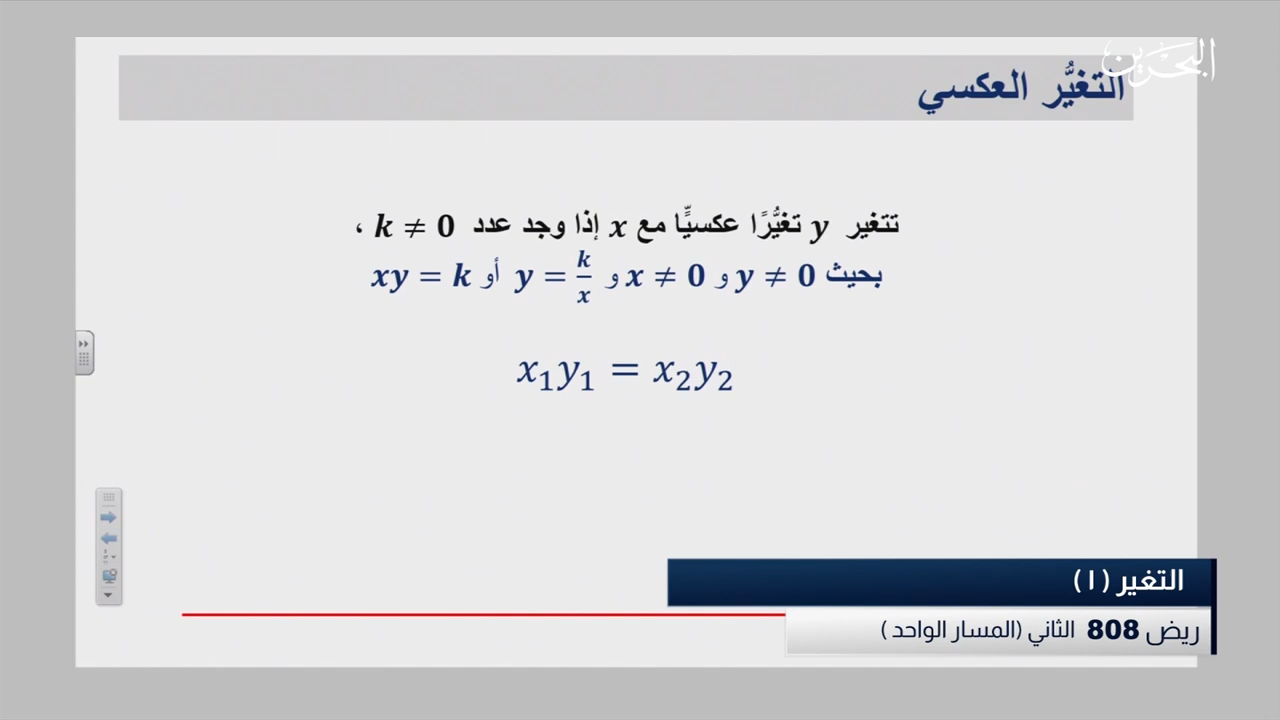 البحرين
التغيُّر العكسي
تتغير y تغيُّرًا عكسيًّا مع x إذا وجد عدد k ≠ 0 ،
بحيث y ≠ 0 و x ≠ 0 و y = k/x أو xy = k
x₁y₁ = x₂y₂
التغير (١)
ريض 808 الثاني (المسار الواحد )